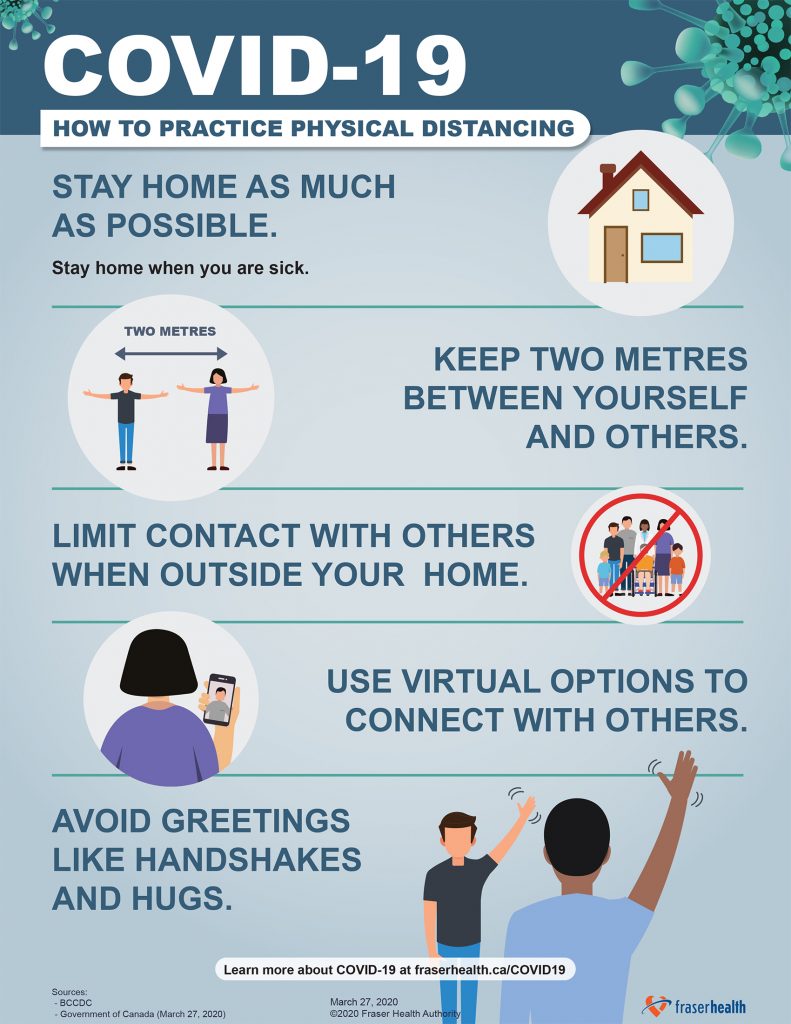 COVID-19
HOW TO PRACTICE PHYSICAL DISTANCING
STAY HOME AS MUCH
AS POSSIBLE.
Stay home when you are sick.
TWO METRES
KEEP TWO METRES
BETWEEN YOURSELF
AND OTHERS.
LIMIT CONTACT WITH OTHERS
WHEN OUTSIDE YOUR HOME.
USE VIRTUAL OPTIONS TO
CONNECT WITH OTHERS.
AVOID GREETINGS
LIKE HANDSHAKES
AND HUGS.
Learn more about COVID-19 at fraserhealth.ca/COVID19
Sources:
- BCCDC
- Government of Canada (March 27, 2020)
March 27, 2020
©2020 Fraser Health Authority
fraserhealth